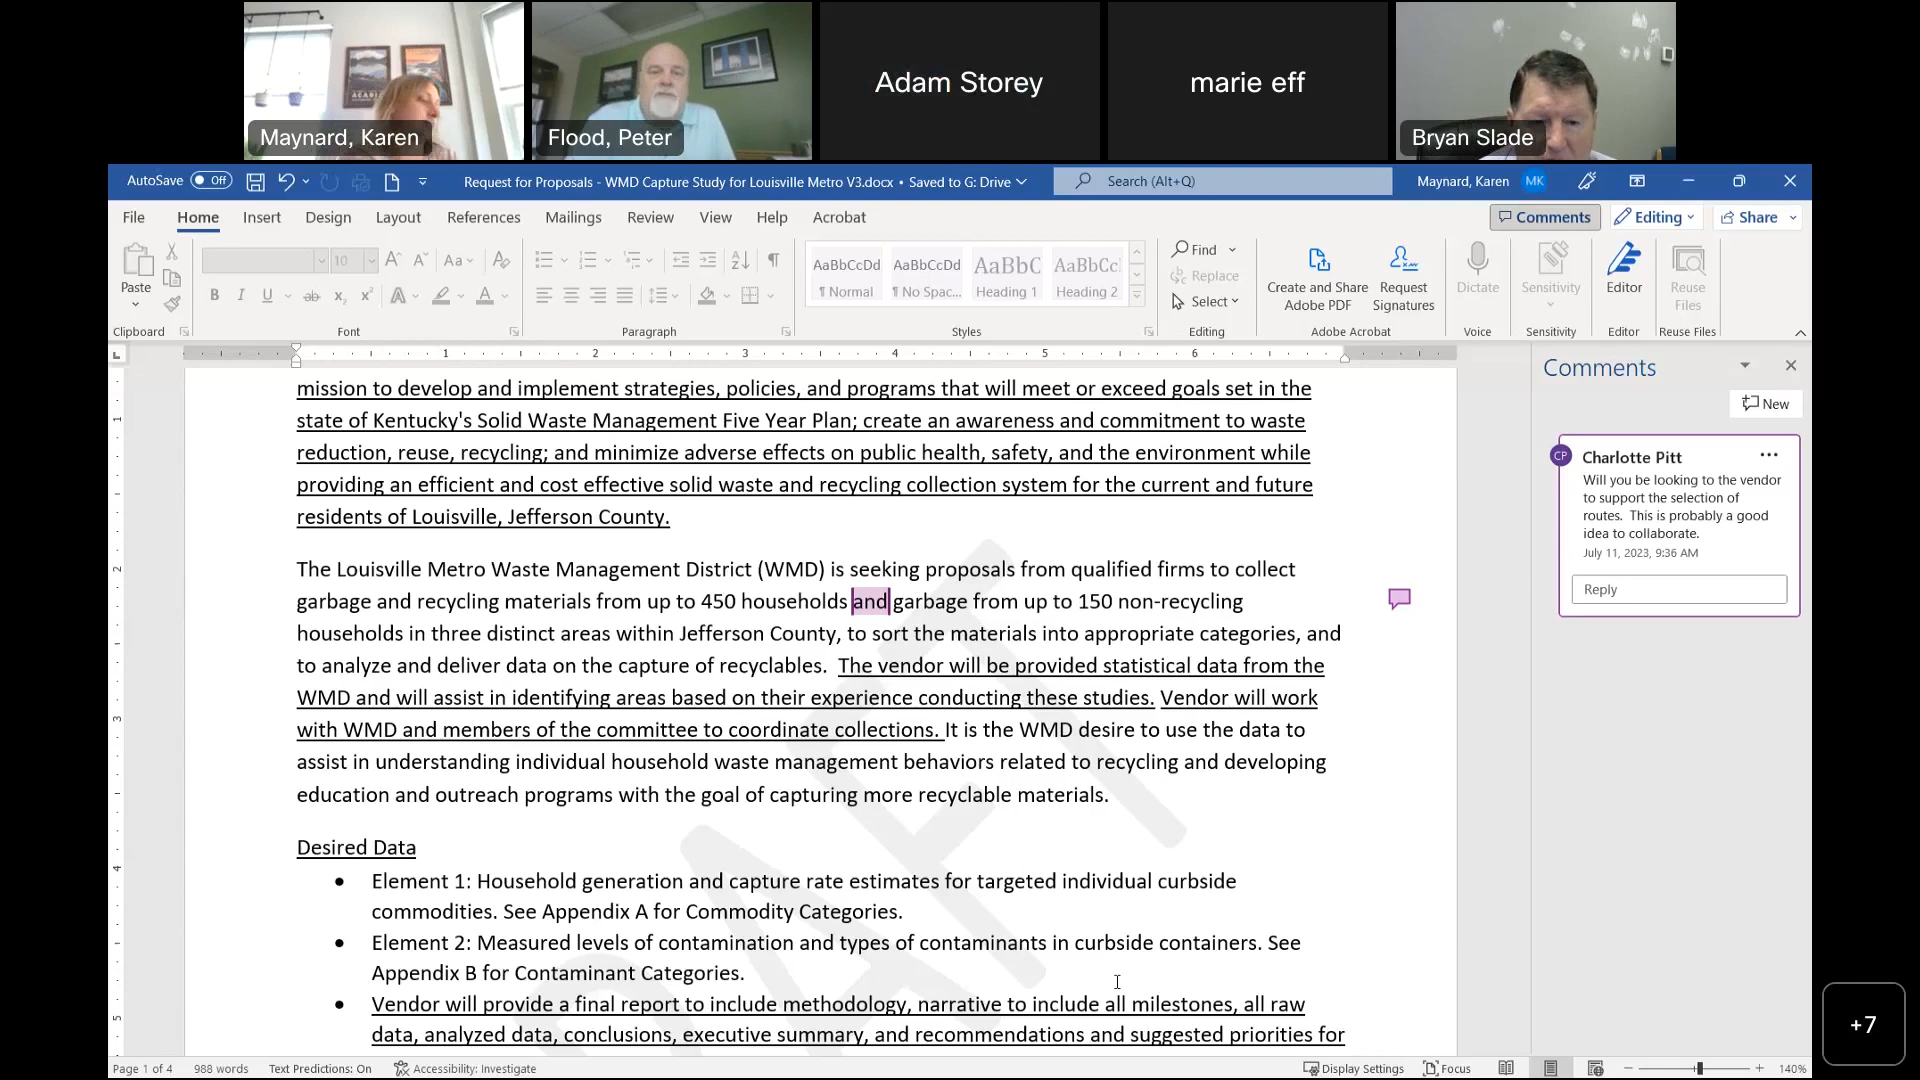 Maynard, Karen
Flood, Peter
Adam Storey
marie eff
Bryan Slade
AutoSave Off
Request for Proposals - WMD Capture Study for Louisville Metro V3.docx • Saved to G: Drive
Search (Alt+Q)
Maynard, Karen MK
File Home Insert Design Layout References Mailings Review View Help Acrobat
Comments Editing Share
Paste
Clipboard
10
Font
Paragraph
AaBbCcDd AaBbCcDd AaBbC AaBbCc
¶ Normal ¶ No Spac... Heading 1 Heading 2
Styles
Find
Replace
Select
Editing
Create and Share Adobe PDF
Request Signatures
Adobe Acrobat
Dictate
Voice
Sensitivity
Sensitivity
Editor
Editor
Reuse Files
Reuse Files
1 2 3 4 5 6
mission to develop and implement strategies, policies, and programs that will meet or exceed goals set in the
state of Kentucky's Solid Waste Management Five Year Plan; create an awareness and commitment to waste
reduction, reuse, recycling; and minimize adverse effects on public health, safety, and the environment while
providing an efficient and cost effective solid waste and recycling collection system for the current and future
residents of Louisville, Jefferson County.
The Louisville Metro Waste Management District (WMD) is seeking proposals from qualified firms to collect
garbage and recycling materials from up to 450 households and garbage from up to 150 non-recycling
households in three distinct areas within Jefferson County, to sort the materials into appropriate categories, and
to analyze and deliver data on the capture of recyclables. The vendor will be provided statistical data from the
WMD and will assist in identifying areas based on their experience conducting these studies. Vendor will work
with WMD and members of the committee to coordinate collections. It is the WMD desire to use the data to
assist in understanding individual household waste management behaviors related to recycling and developing
education and outreach programs with the goal of capturing more recyclable materials.
Desired Data
• Element 1: Household generation and capture rate estimates for targeted individual curbside
commodities. See Appendix A for Commodity Categories.
• Element 2: Measured levels of contamination and types of contaminants in curbside containers. See
Appendix B for Contaminant Categories.
• Vendor will provide a final report to include methodology, narrative to include all milestones, all raw
data, analyzed data, conclusions, executive summary, and recommendations and suggested priorities for
DRAFT
Comments
New
CP Charlotte Pitt
Will you be looking to the vendor
to support the selection of
routes. This is probably a good
idea to collaborate.
July 11, 2023, 9:36 AM
Reply
+7
Page 1 of 4 988 words Text Predictions: On Accessibility: Investigate
Display Settings Focus 140%